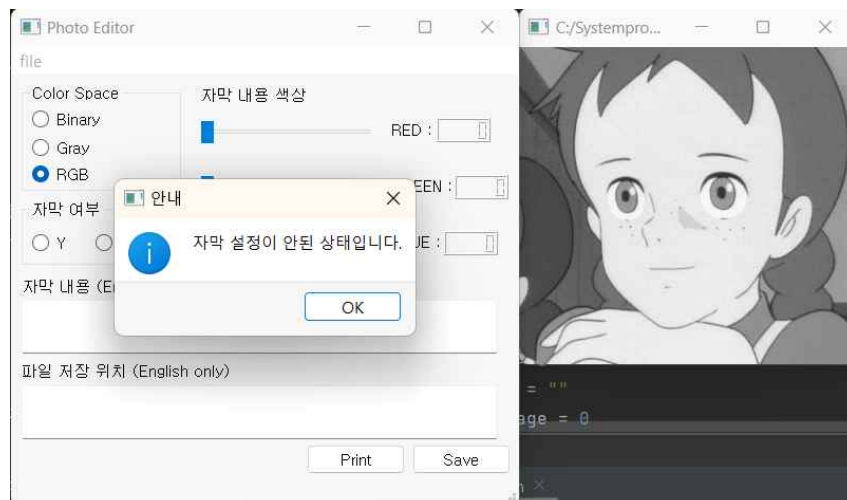 Photo Editor
file
Color Space
Binary
Gray
RGB
자막 내용 색상
RED :
EEN :
UE :
자막 여부
Y
안내
자막 설정이 안된 상태입니다.
OK
자막 내용 (E
파일 저장 위치 (English only)
Print
Save
C:/Systempro...
= ""
age = 0